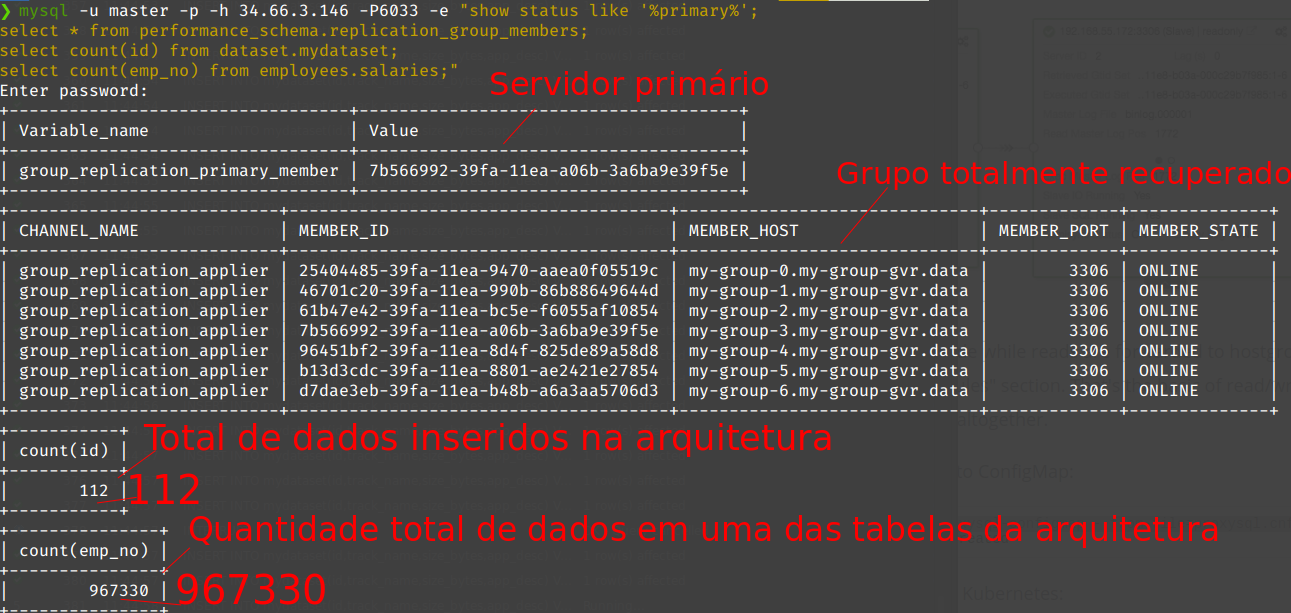 ❯ mysql -u master -p -h 34.66.3.146 -P6033 -e "show status like '%primary%';
select * from performance_schema.replication_group_members;
select count(id) from dataset.mydataset;
select count(emp_no) from employees.salaries;"
Enter password:
Servidor primário
| Variable_name | Value |
| group_replication_primary_member | 7b566992-39fa-11ea-a06b-3a6ba9e39f5e |
Grupo totalmente recuperado
| CHANNEL_NAME | MEMBER_ID | MEMBER_HOST | MEMBER_PORT | MEMBER_STATE |
| group_replication_applier | 25404485-39fa-11ea-9470-aaea0f05519c | my-group-0.my-group-gvr.data | 3306 | ONLINE |
| group_replication_applier | 46701c20-39fa-11ea-990b-86b88649644d | my-group-1.my-group-gvr.data | 3306 | ONLINE |
| group_replication_applier | 61b47e42-39fa-11ea-bc5e-f6055af10854 | my-group-2.my-group-gvr.data | 3306 | ONLINE |
| group_replication_applier | 7b566992-39fa-11ea-a06b-3a6ba9e39f5e | my-group-3.my-group-gvr.data | 3306 | ONLINE |
| group_replication_applier | 96451bf2-39fa-11ea-8d4f-825de89a58d8 | my-group-4.my-group-gvr.data | 3306 | ONLINE |
| group_replication_applier | b13d3cdc-39fa-11ea-8801-ae2421e27854 | my-group-5.my-group-gvr.data | 3306 | ONLINE |
| group_replication_applier | d7dae3eb-39fa-11ea-b48b-a6a3aa5706d3 | my-group-6.my-group-gvr.data | 3306 | ONLINE |
Total de dados inseridos na arquitetura
| count(id) |
| 112 |
112
to ConfigMap:
Quantidade total de dados em uma das tabelas da arquitetura
| count(emp_no) |
| 967330 |
967330
Kubernetes: